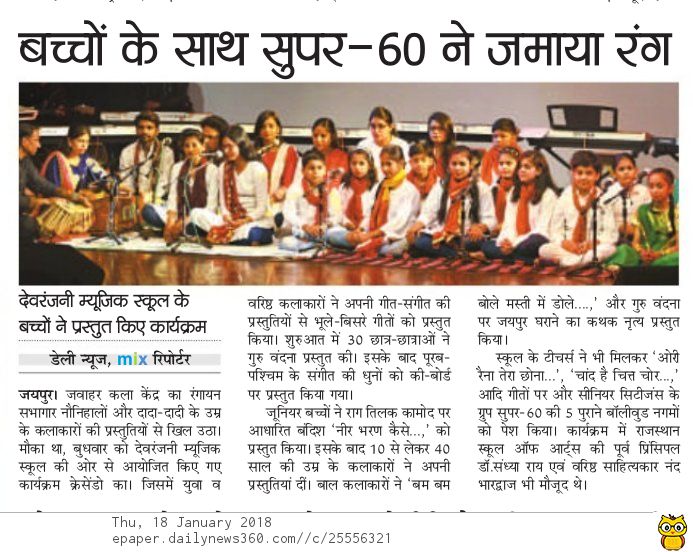 बच्चों के साथ सुपर-60 ने जमाया रंग
देवरंजनी म्यूजिक स्कूल के
बच्चों ने प्रस्तुत किए कार्यक्रम
डेली न्यूज, mix रिपोर्टर
जयपुर। जवाहर कला केंद्र का रंगायन
सभागार नौनिहालों और दादा-दादी के उम्र
के कलाकारों की प्रस्तुतियों से खिल उठा।
मौका था, बुधवार को देवरंजनी म्यूजिक
स्कूल की ओर से आयोजित किए गए
कार्यक्रम क्रेसेंडो का। जिसमें युवा व
वरिष्ठ कलाकारों ने अपनी गीत-संगीत की
प्रस्तुतियों से भूले-बिसरे गीतों को प्रस्तुत
किया। शुरुआत में 30 छात्र-छात्राओं ने
गुरु वंदना प्रस्तुत की। इसके बाद पूरब-
पश्चिम के संगीत की धुनों को की-बोर्ड
पर प्रस्तुत किया गया।
जूनियर बच्चों ने राग तिलक कामोद पर
आधारित बंदिश 'नीर भरण कैसे...,' को
प्रस्तुत किया। इसके बाद 10 से लेकर 40
साल की उम्र के कलाकारों ने अपनी
प्रस्तुतियां दीं। बाल कलाकारों ने 'बम बम
बोले मस्ती में डोले....,' और गुरु वंदना
पर जयपुर घराने का कथक नृत्य प्रस्तुत
किया।
स्कूल के टीचर्स ने भी मिलकर 'ओरी
रैना तेरा छोना...', 'चांद है चित्त चोर...,'
आदि गीतों पर और सीनियर सिटीजंस के
ग्रुप सुपर-60 की 5 पुराने बॉलीवुड नगमों
को पेश किया। कार्यक्रम में राजस्थान
स्कूल ऑफ आर्ट्स की पूर्व प्रिंसिपल
डॉ.संध्या राय एवं वरिष्ठ साहित्यकार नंद
भारद्वाज भी मौजूद थे।
Thu, 18 January 2018
epaper.dailynews360.com//c/25556321